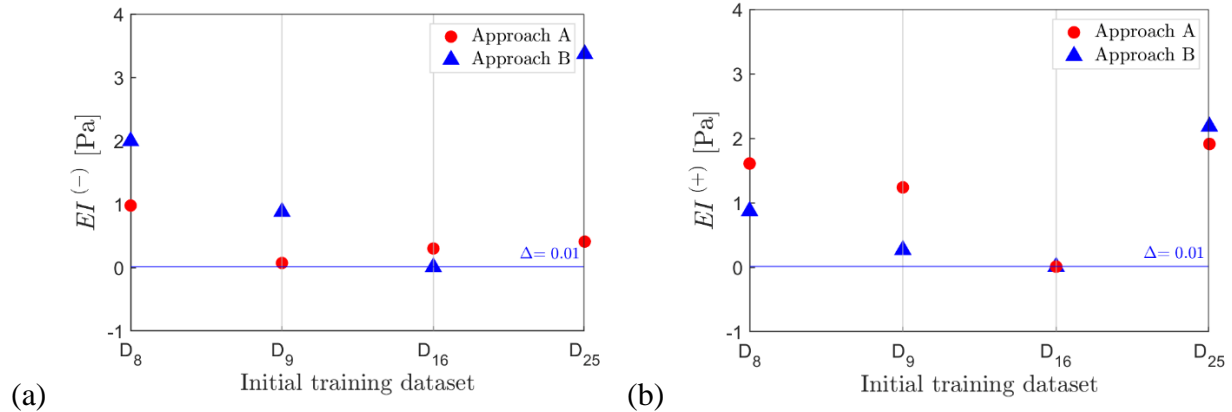 4
3
2
1
0
-1
EI (−) [Pa]
Approach A
Approach B
Δ= 0.01
D8
D9
D16
D25
Initial training dataset
(a)
4
3
2
1
0
-1
EI (+) [Pa]
Approach A
Approach B
Δ= 0.01
D8
D9
D16
D25
Initial training dataset
(b)